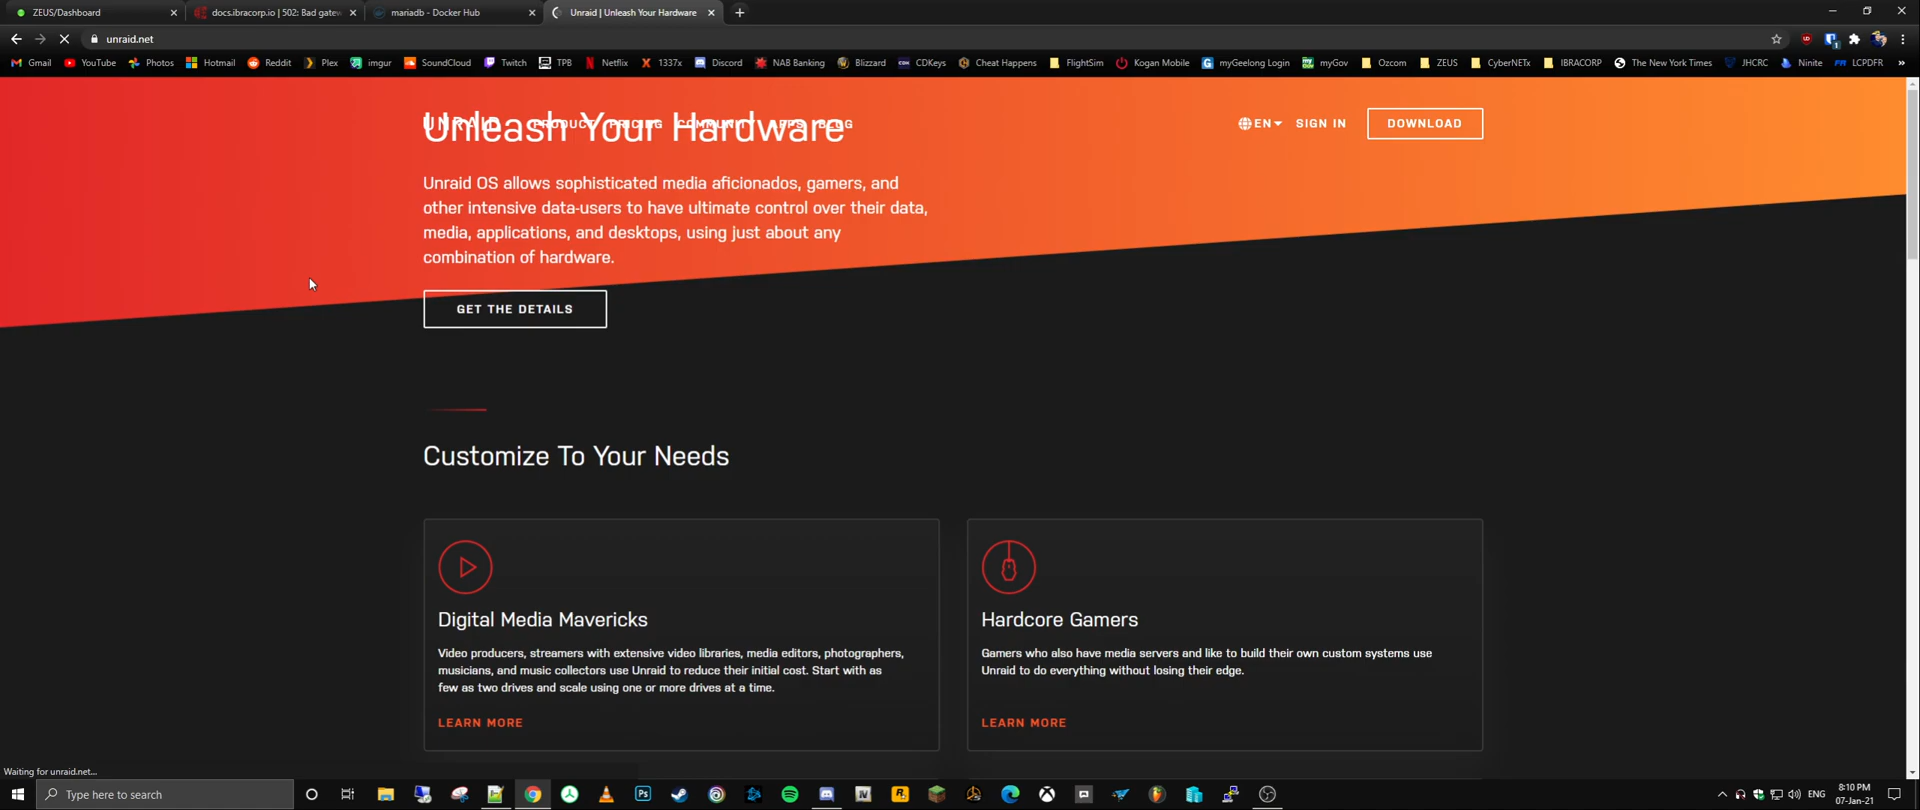 ZEUS/Dashboard
docs.ibracorp.io | 502: Bad gatew
mariadb - Docker Hub
Unraid | Unleash Your Hardware
unraid.net
Gmail YouTube Photos Hotmail Reddit Plex imgur SoundCloud Twitch TPB Netflix 1337x Discord NAB Banking Blizzard CDKeys Cheat Happens FlightSim Kogan Mobile myGeelong Login myGov Ozcom ZEUS CyberNETx IBRACORP The New York Times JHCRC Ninite LCPDFR »
UNRAID PRODUCT PRICING COMMUNITY APPS BLOG
EN SIGN IN DOWNLOAD
Unleash Your Hardware
Unraid OS allows sophisticated media aficionados, gamers, and
other intensive data-users to have ultimate control over their data,
media, applications, and desktops, using just about any
combination of hardware.
GET THE DETAILS
Customize To Your Needs
Digital Media Mavericks
Video producers, streamers with extensive video libraries, media editors, photographers,
musicians, and music collectors use Unraid to reduce their initial cost. Start with as
few as two drives and scale using one or more drives at a time.
LEARN MORE
Hardcore Gamers
Gamers who also have media servers and like to build their own custom systems use
Unraid to do everything without losing their edge.
LEARN MORE
Waiting for unraid.net...
Type here to search
Ps
ENG
8:10 PM
07-Jan-21